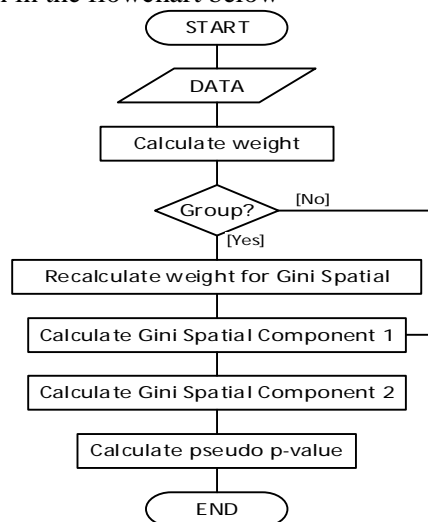 in the flowchart below
START
DATA
Calculate weight
Group?
[No]
[Yes]
Recalculate weight for Gini Spatial
Calculate Gini Spatial Component 1
Calculate Gini Spatial Component 2
Calculate pseudo p-value
END